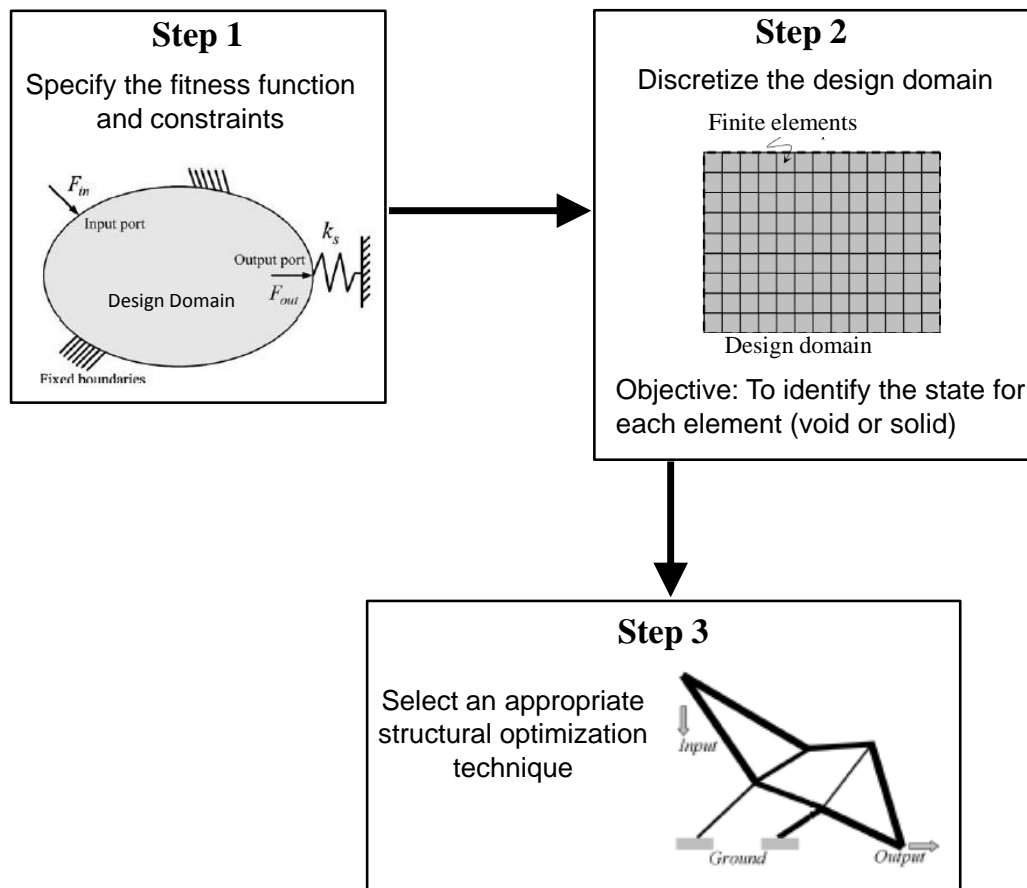 Step 1
Specify the fitness function
and constraints
F_in
Input port
k_s
Output port
F_out
Design Domain
Fixed boundaries
Step 2
Discretize the design domain
Finite elements
Design domain
Objective: To identify the state for
each element (void or solid)
Step 3
Select an appropriate
structural optimization
technique
Input
Ground
Output